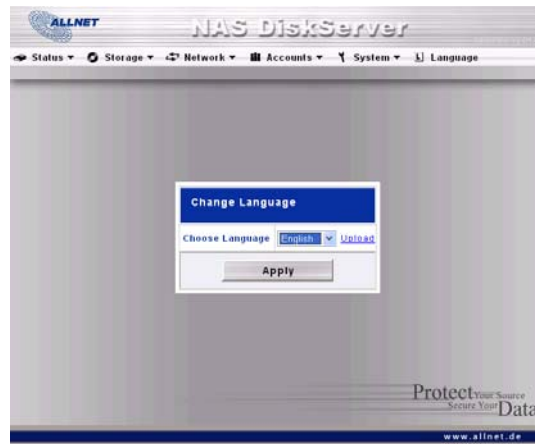 ALLNET
NAS DiskServer
Status
Storage
Network
Accounts
System
Language
Change Language
Choose Language English Upload
Apply
Protect Your Source
Secure Your Data
www.allnet.de